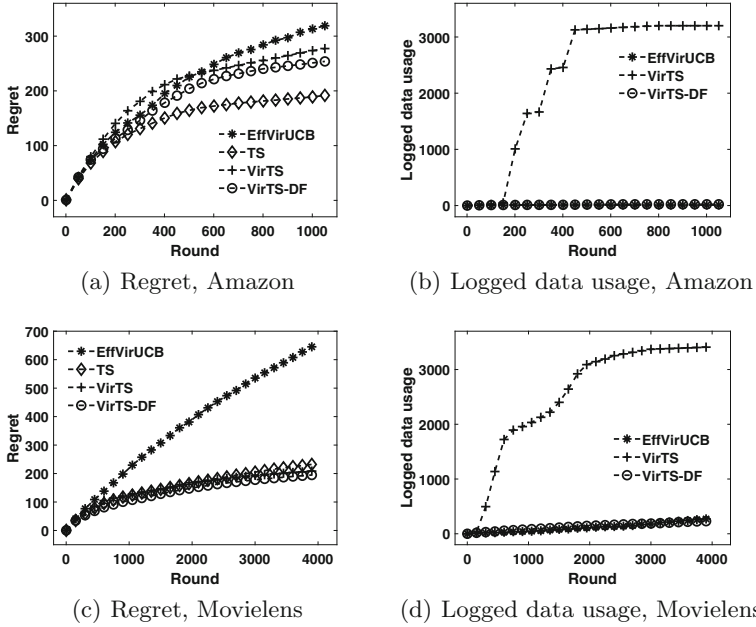 300
200
100
0
Regret
EffVirUCB
TS
VirTS
VirTS-DF
0 200 400 600 800 1000
Round
(a) Regret, Amazon
3000
2000
1000
0
Logged data usage
EffVirUCB
VirTS
VirTS-DF
0 200 400 600 800 1000
Round
(b) Logged data usage, Amazon
700
600
500
400
300
200
100
0
Regret
EffVirUCB
TS
VirTS
VirTS-DF
0 1000 2000 3000 4000
Round
(c) Regret, Movielens
3000
2000
1000
0
Logged data usage
EffVirUCB
VirTS
VirTS-DF
0 1000 2000 3000 4000
Round
(d) Logged data usage, Movielens